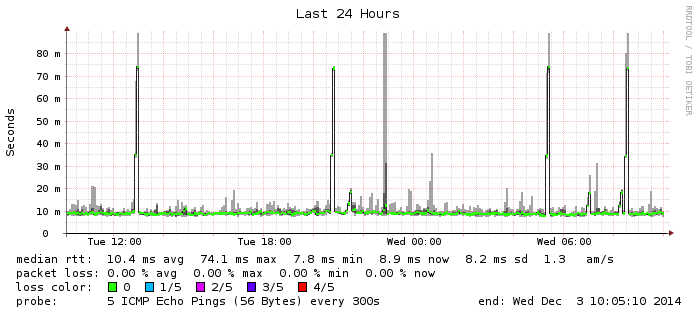 Last 24 Hours
RRDTOOL / TOBI OETIKER
Seconds
80 m
70 m
60 m
50 m
40 m
30 m
20 m
10 m
0
Tue 12:00 Tue 18:00 Wed 00:00 Wed 06:00
median rtt: 10.4 ms avg 74.1 ms max 7.8 ms min 8.9 ms now 8.2 ms sd 1.3 am/s
packet loss: 0.00 % avg 0.00 % max 0.00 % min 0.00 % now
loss color: 0 1/5 2/5 3/5 4/5
probe: 5 ICMP Echo Pings (56 Bytes) every 300s end: Wed Dec 3 10:05:10 2014